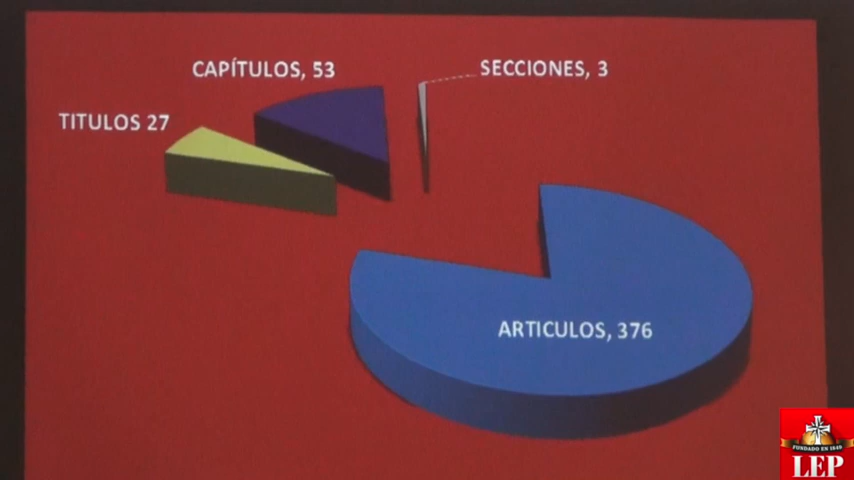 CAPÍTULOS, 53
SECCIONES, 3
TITULOS 27
ARTICULOS, 376
FUNDADO EN 1849
LEP